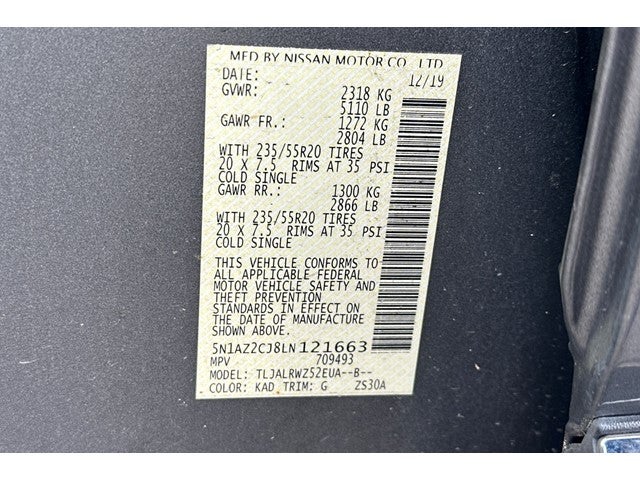 MFD BY NISSAN MOTOR CO., LTD
DATE: 12/19
GVWR: 2318 KG
5110 LB
GAWR FR.: 1272 KG
2804 LB
WITH 235/55R20 TIRES
20 X 7.5 RIMS AT 35 PSI
COLD SINGLE
GAWR RR.: 1300 KG
2866 LB
WITH 235/55R20 TIRES
20 X 7.5 RIMS AT 35 PSI
COLD SINGLE
THIS VEHICLE CONFORMS TO
ALL APPLICABLE FEDERAL
MOTOR VEHICLE SAFETY AND
THEFT PREVENTION
STANDARDS IN EFFECT ON
THE DATE OF MANUFACTURE
SHOWN ABOVE.
5N1AZ2CJ8LN121663
MPV 709493
MODEL: TLJALRWZ52EUA--B--
COLOR: KAD TRIM: G ZS30A